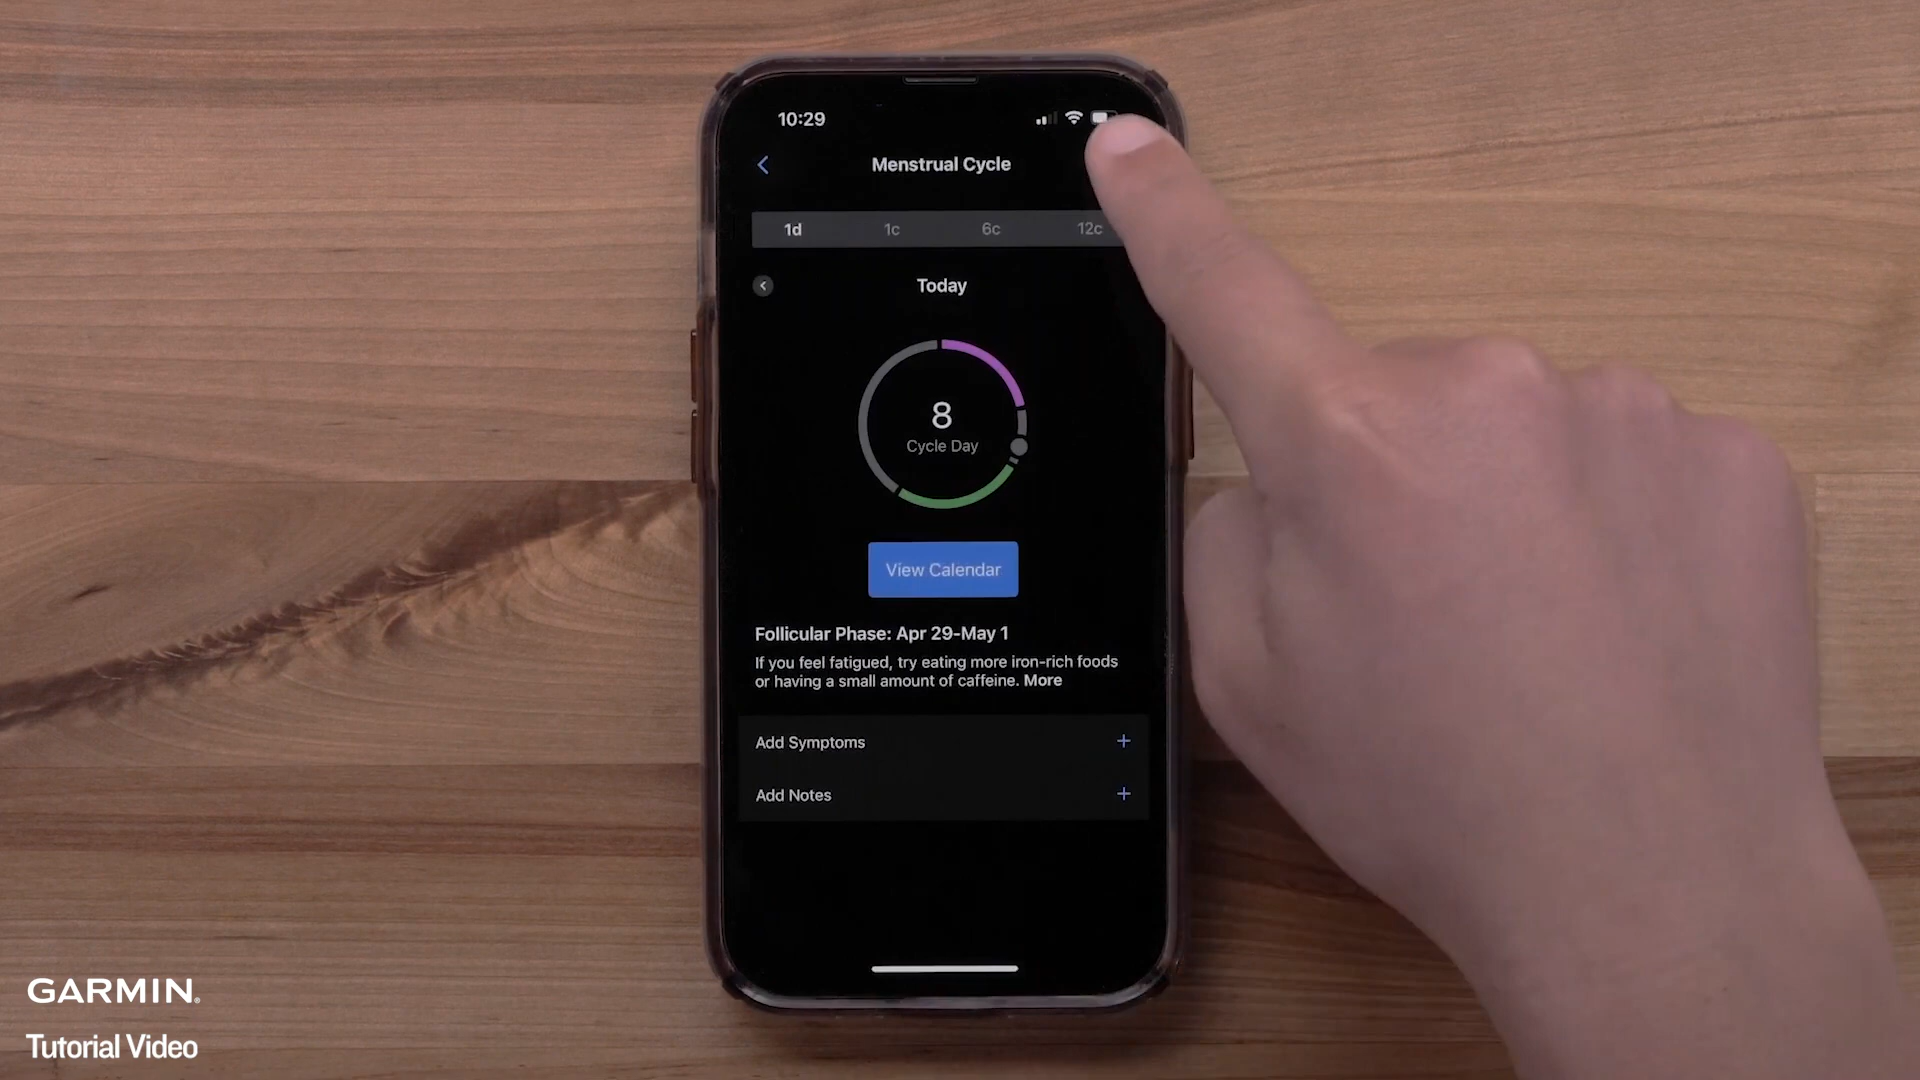 10:29
Menstrual Cycle
1d 1c 6c 12c
Today
8
Cycle Day
View Calendar
Follicular Phase: Apr 29-May 1
If you feel fatigued, try eating more iron-rich foods
or having a small amount of caffeine. More
Add Symptoms +
Add Notes +
GARMIN®
Tutorial Video